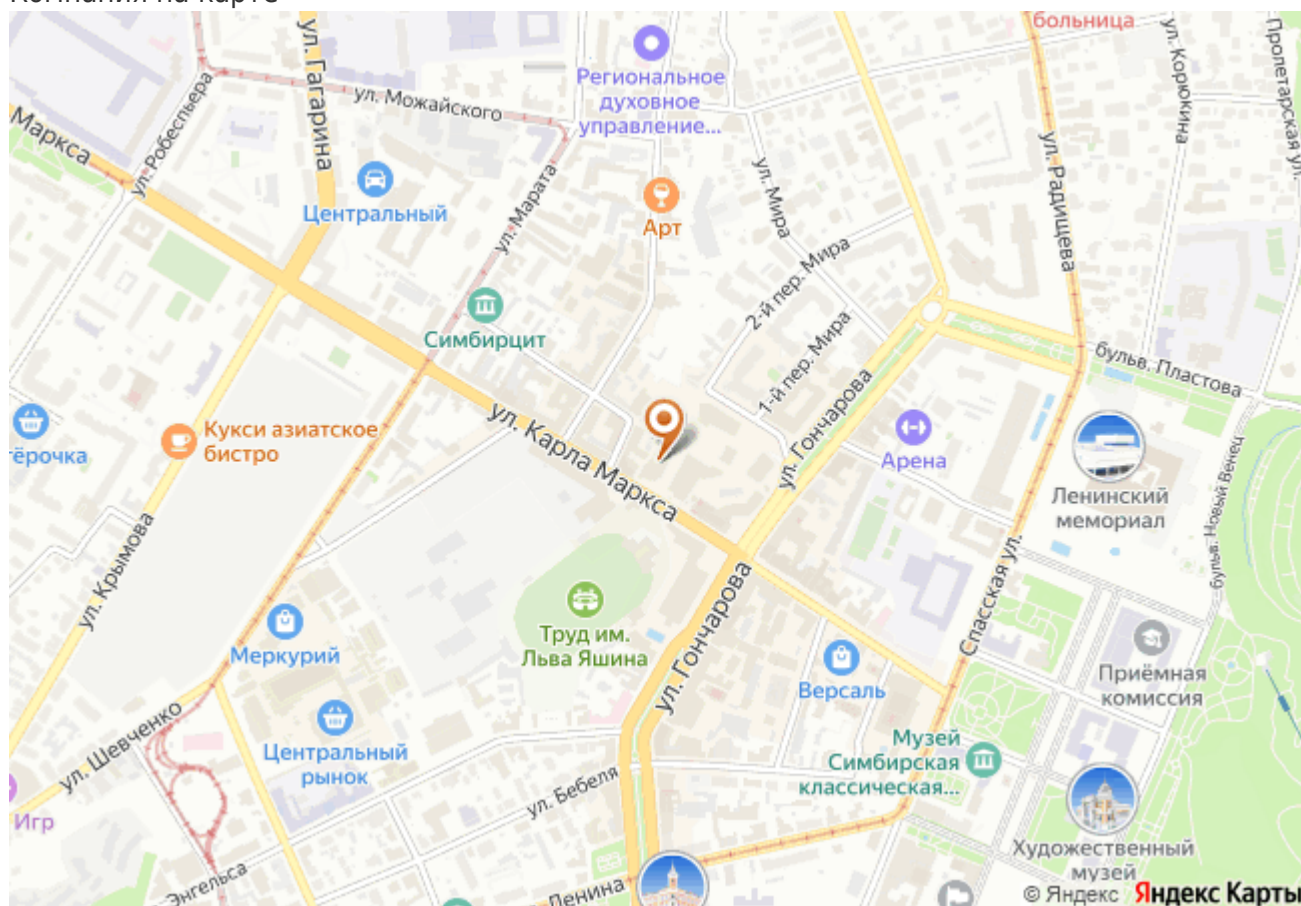 Компания на карте
больница
Пролетарская ул.
ул. Корюкина
ул. Гагарина
Региональное
духовное
управление...
ул. Можайского
Маркса
ул. Робеспьера
ул. Радищева
ул. Мира
Центральный
ул. Марата
Арт
2-й пер. Мира
Симбирцит
1-й пер. Мира
бульв. Пластова
ул. Карла Маркса
ул. Гончарова
Кукси азиатское
бистро
тёрочка
Арена
Ленинский
мемориал
бульв. Новый Венец
ул. Крымова
Спасская ул.
Труд им.
Льва Яшина
Меркурий
ул. Гончарова
Версаль
Приёмная
комиссия
ул. Шевченко
Центральный
рынок
Музей
Симбирская
классическая...
ул. Бебеля
Игр
Художественный
музей
Энгельса
Ленина
© Яндекс Яндекс Карты